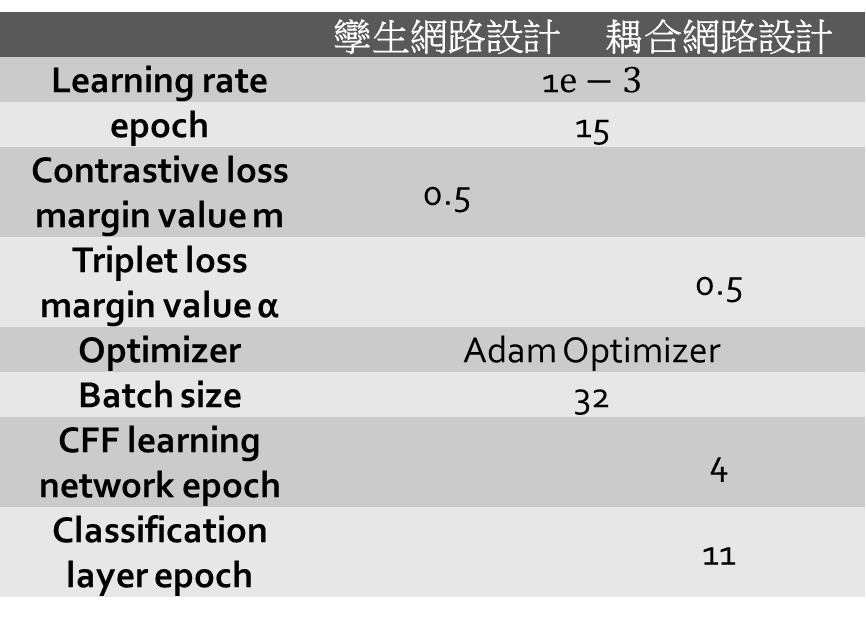 孿生網路設計 耦合網路設計
Learning rate 1e − 3
epoch 15
Contrastive loss
margin value m 0.5
Triplet loss
margin value α 0.5
Optimizer Adam Optimizer
Batch size 32
CFF learning
network epoch 4
Classification
layer epoch 11